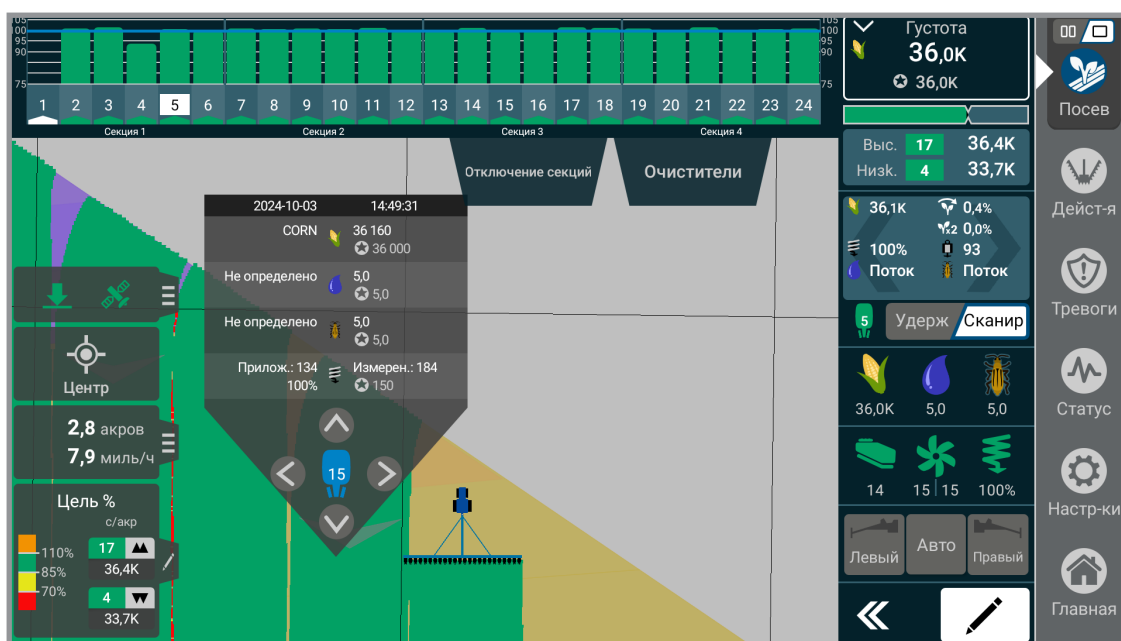 105
100
95
90
75
105
100
95
90
75
1 2 3 4 5 6 7 8 9 10 11 12 13 14 15 16 17 18 19 20 21 22 23 24
Секция 1 Секция 2 Секция 3 Секция 4
Отключение секций Очистители
2024-10-03 14:49:31
CORN 36 160
36 000
Не определено 5,0
5,0
Не определено 5,0
5,0
Прилож.: 134 Измерен.: 184
100% 150
15
Центр
2,8 акров
7,9 миль/ч
Цель %
с/акр
110%
85%
70%
17
36,4K
4
33,7K
Густота
36,0K
36,0K
Выс. 17 36,4K
Низk. 4 33,7K
36,1K 0,4%
x2 0,0%
100% 93
Поток Поток
5 Удерж Сканир
36,0K 5,0 5,0
14 15 15 100%
Левый Авто Правый
Посев
Дейст-я
Тревоги
Статус
Настр-ки
Главная